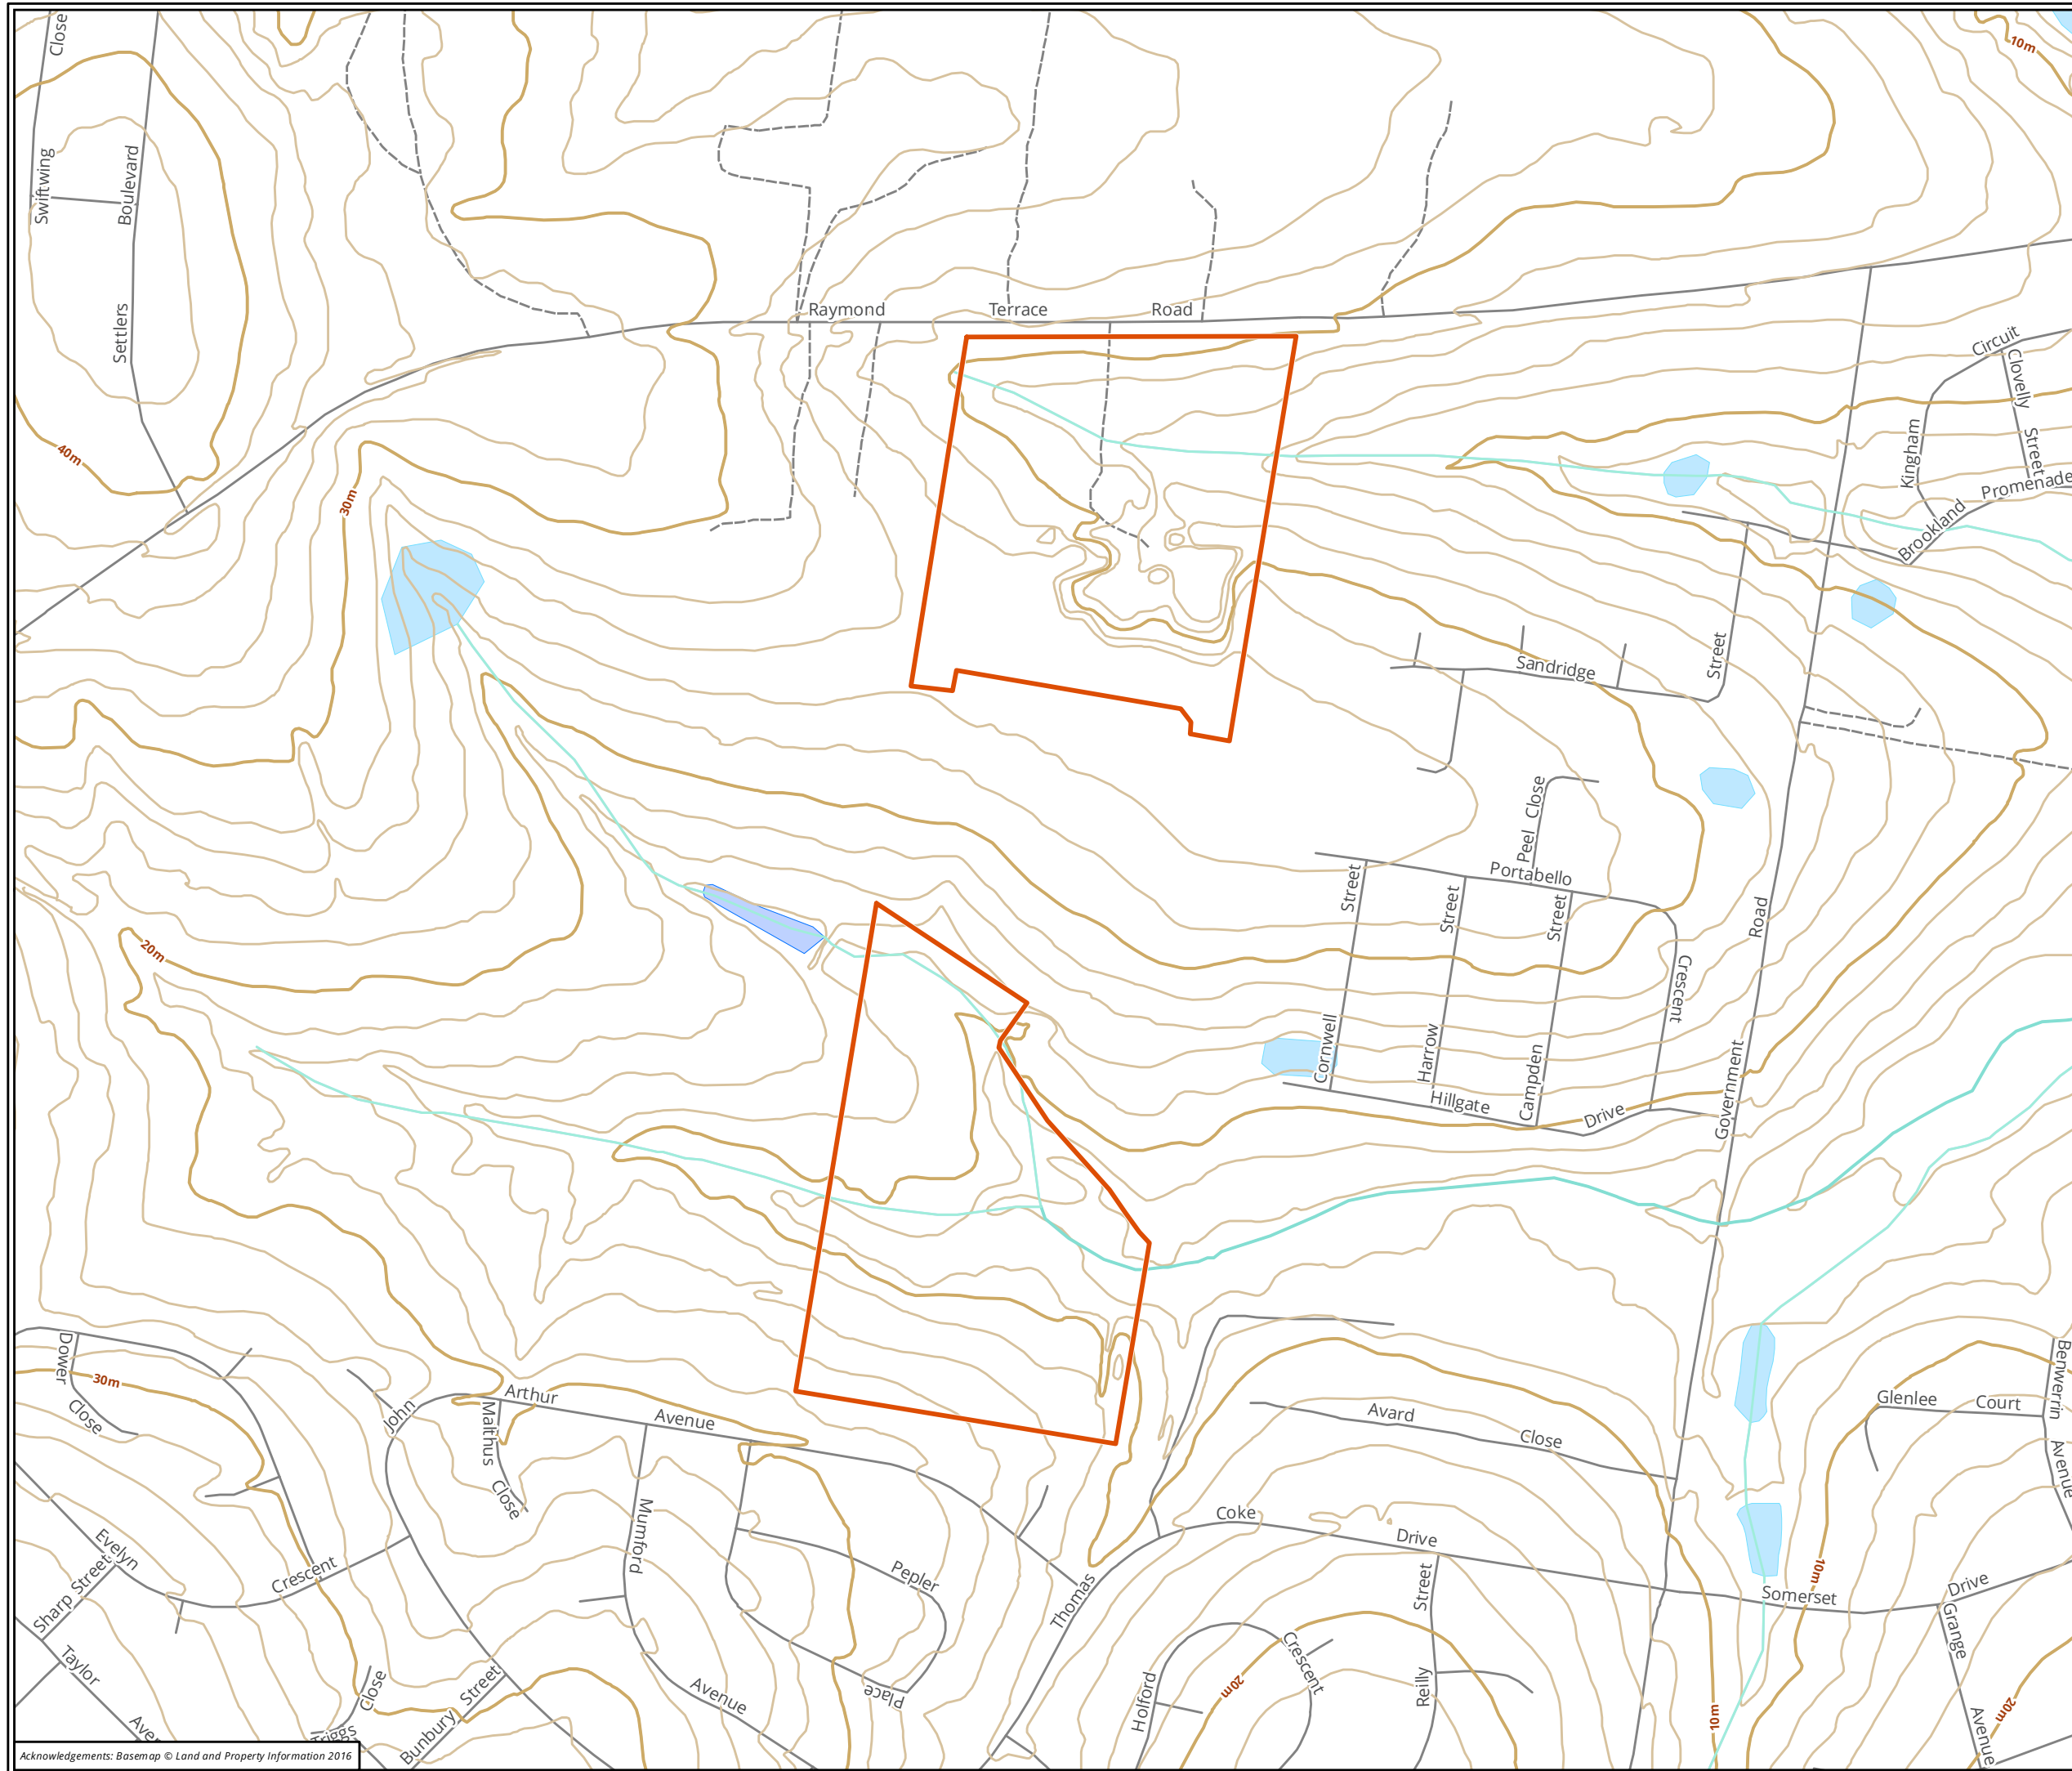 Close
10m
Swiftwing
Boulevard
Settlers
Raymond Terrace Road
Circuit
Clovelly
Street
Kingham
Promenade
Brookland
40m
30m
Sandridge
Street
Peel Close
Portabello
Street
Street
Street
Road
Crescent
20m
Cornwell
Harrow
Campden
Hillgate
Drive
Government
Dower
Close
30m
Arthur
Avenue
John
Malthus
Close
Avard
Close
Glenlee Court
Benwerrin
Avenue
Mumford
Coke
Drive
Evelyn
Sharp Street
Crescent
Pepler
Thomas
Street
10m
Somerset
Drive
Grange
Taylor
Close
Street
Avenue
Place
Holford
20m
Crescent
Reilly
10m
20m
Avenue
Bunbury
Acknowledgements: Basemap © Land and Property Information 2016